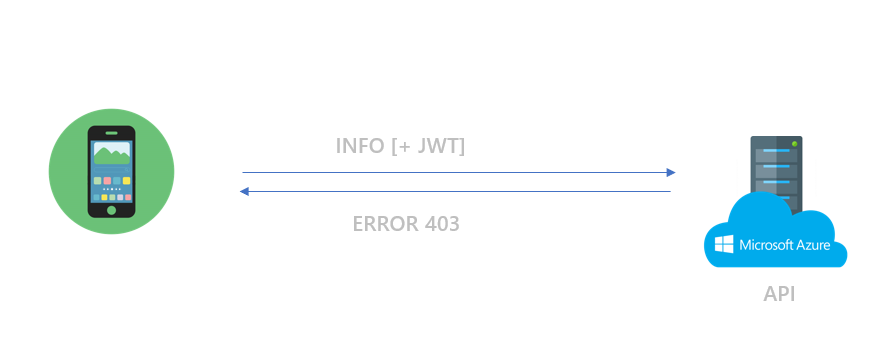 INFO [+ JWT]
ERROR 403
Microsoft Azure
API